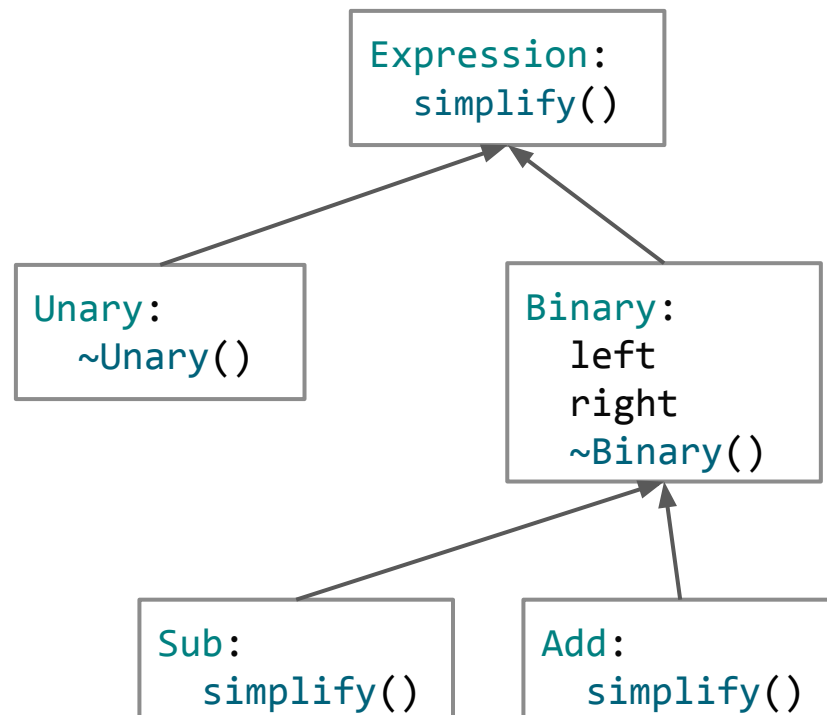 Expression:
simplify()
Unary:
~Unary()
Binary:
left
right
~Binary()
Sub:
simplify()
Add:
simplify()